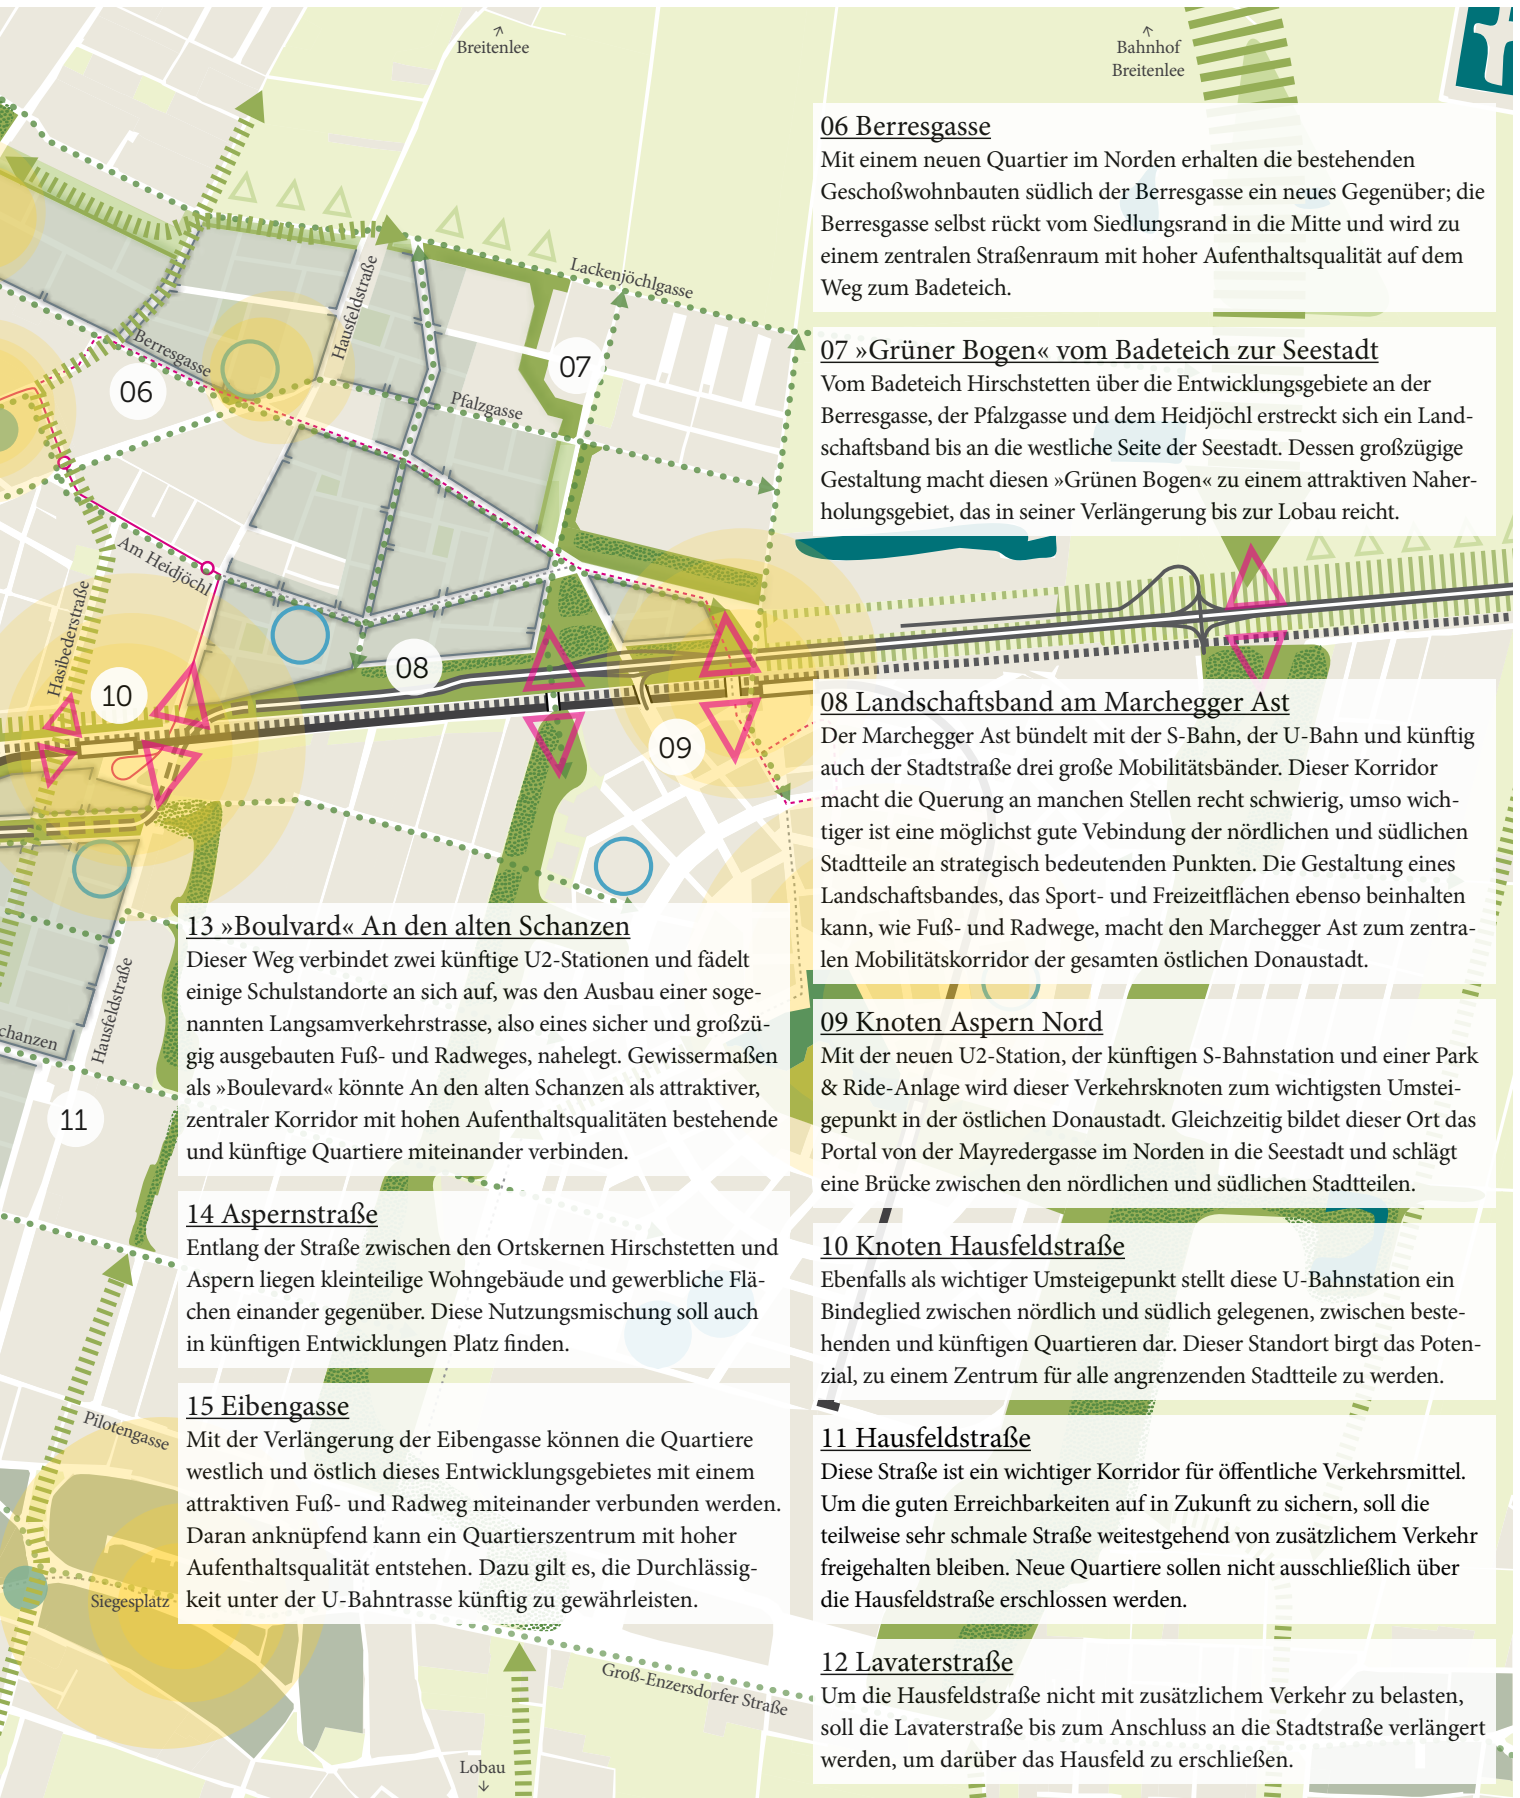 ↑
Breitenlee
↑
Bahnhof
Breitenlee
06 Berresgasse
Mit einem neuen Quartier im Norden erhalten die bestehenden
Geschoßwohnbauten südlich der Berresgasse ein neues Gegenüber; die
Berresgasse selbst rückt vom Siedlungsrand in die Mitte und wird zu
einem zentralen Straßenraum mit hoher Aufenthaltsqualität auf dem
Weg zum Badeteich.
07 »Grüner Bogen« vom Badeteich zur Seestadt
Vom Badeteich Hirschstetten über die Entwicklungsgebiete an der
Berresgasse, der Pfalzgasse und dem Heidjöchl erstreckt sich ein Land-
schaftsband bis an die westliche Seite der Seestadt. Dessen großzügige
Gestaltung macht diesen »Grünen Bogen« zu einem attraktiven Naher-
holungsgebiet, das in seiner Verlängerung bis zur Lobau reicht.
Lackenjöchlgasse
Hausfeldstraße
Berresgasse
06
07
Pfalzgasse
Am Heidjöchl
Hasibederstraße
08
10
09
08 Landschaftsband am Marchegger Ast
Der Marchegger Ast bündelt mit der S-Bahn, der U-Bahn und künftig
auch der Stadtstraße drei große Mobilitätsbänder. Dieser Korridor
macht die Querung an manchen Stellen recht schwierig, umso wich-
tiger ist eine möglichst gute Vebindung der nördlichen und südlichen
Stadtteile an strategisch bedeutenden Punkten. Die Gestaltung eines
Landschaftsbandes, das Sport- und Freizeitflächen ebenso beinhalten
kann, wie Fuß- und Radwege, macht den Marchegger Ast zum zentra-
len Mobilitätskorridor der gesamten östlichen Donaustadt.
13 »Boulvard« An den alten Schanzen
Dieser Weg verbindet zwei künftige U2-Stationen und fädelt
einige Schulstandorte an sich auf, was den Ausbau einer soge-
nannten Langsamverkehrstrasse, also eines sicher und großzü-
gig ausgebauten Fuß- und Radweges, nahelegt. Gewissermaßen
als »Boulevard« könnte An den alten Schanzen als attraktiver,
zentraler Korridor mit hohen Aufenthaltsqualitäten bestehende
und künftige Quartiere miteinander verbinden.
Hausfeldstraße
chanzen
11
09 Knoten Aspern Nord
Mit der neuen U2-Station, der künftigen S-Bahnstation und einer Park
& Ride-Anlage wird dieser Verkehrsknoten zum wichtigsten Umstei-
gepunkt in der östlichen Donaustadt. Gleichzeitig bildet dieser Ort das
Portal von der Mayredergasse im Norden in die Seestadt und schlägt
eine Brücke zwischen den nördlichen und südlichen Stadtteilen.
14 Aspernstraße
Entlang der Straße zwischen den Ortskernen Hirschstetten und
Aspern liegen kleinteilige Wohngebäude und gewerbliche Flä-
chen einander gegenüber. Diese Nutzungsmischung soll auch
in künftigen Entwicklungen Platz finden.
10 Knoten Hausfeldstraße
Ebenfalls als wichtiger Umsteigepunkt stellt diese U-Bahnstation ein
Bindeglied zwischen nördlich und südlich gelegenen, zwischen beste-
henden und künftigen Quartieren dar. Dieser Standort birgt das Poten-
zial, zu einem Zentrum für alle angrenzenden Stadtteile zu werden.
15 Eibengasse
Mit der Verlängerung der Eibengasse können die Quartiere
westlich und östlich dieses Entwicklungsgebietes mit einem
attraktiven Fuß- und Radweg miteinander verbunden werden.
Daran anknüpfend kann ein Quartierszentrum mit hoher
Aufenthaltsqualität entstehen. Dazu gilt es, die Durchlässig-
keit unter der U-Bahntrasse künftig zu gewährleisten.
Pilotengasse
Siegesplatz
11 Hausfeldstraße
Diese Straße ist ein wichtiger Korridor für öffentliche Verkehrsmittel.
Um die guten Erreichbarkeiten auf in Zukunft zu sichern, soll die
teilweise sehr schmale Straße weitestgehend von zusätzlichem Verkehr
freigehalten bleiben. Neue Quartiere sollen nicht ausschließlich über
die Hausfeldstraße erschlossen werden.
12 Lavaterstraße
Um die Hausfeldstraße nicht mit zusätzlichem Verkehr zu belasten,
soll die Lavaterstraße bis zum Anschluss an die Stadtstraße verlängert
werden, um darüber das Hausfeld zu erschließen.
Groß-Enzersdorfer Straße
Lobau
↓